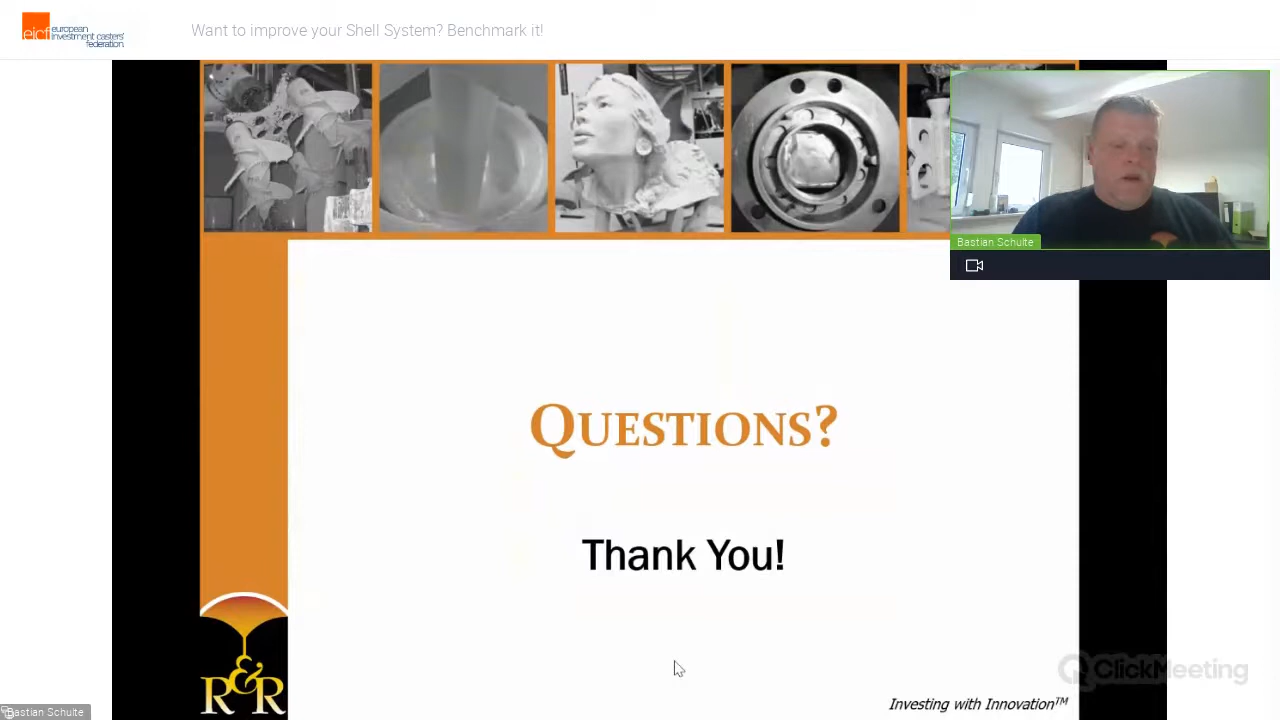 eicf
european
investment casters'
federation.
Want to improve your Shell System? Benchmark it!
Bastian Schulte
QUESTIONS?
Thank You!
R&R
ClickMeeting
Investing with Innovation™
Bastian Schulte